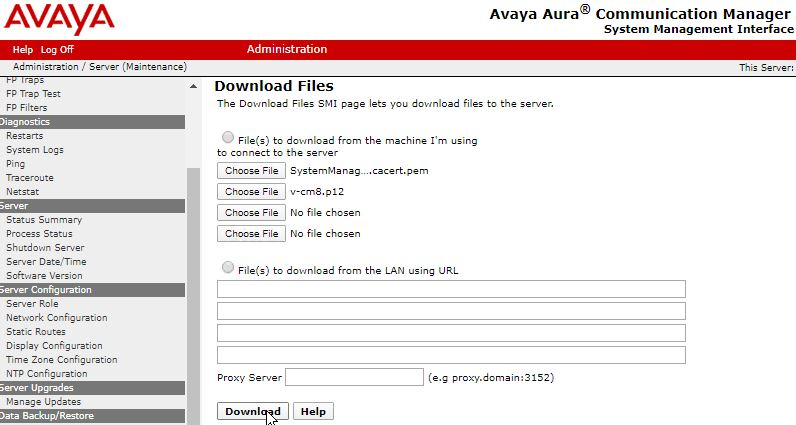 AVAYA
Avaya Aura® Communication Manager
System Management Interface
Help Log Off
Administration
Administration / Server (Maintenance)
This Server:
FP Traps
FP Trap Test
FP Filters
Diagnostics
Restarts
System Logs
Ping
Traceroute
Netstat
Server
Status Summary
Process Status
Shutdown Server
Server Date/Time
Software Version
Server Configuration
Server Role
Network Configuration
Static Routes
Display Configuration
Time Zone Configuration
NTP Configuration
Server Upgrades
Manage Updates
Data Backup/Restore
Download Files
The Download Files SMI page lets you download files to the server.
File(s) to download from the machine I'm using
to connect to the server
Choose File SystemManag....cacert.pem
Choose File v-cm8.p12
Choose File No file chosen
Choose File No file chosen
File(s) to download from the LAN using URL
Proxy Server (e.g proxy.domain:3152)
Download Help